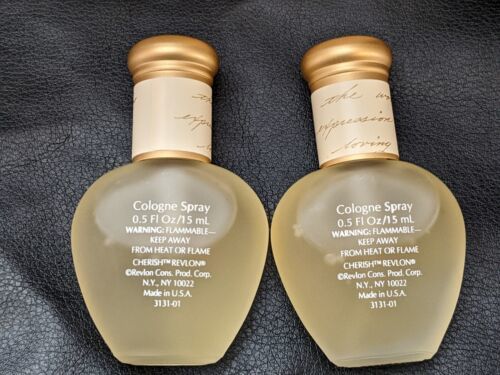 the wo
expression
loving
Cologne Spray
0.5 Fl Oz/15 mL
WARNING: FLAMMABLE—
KEEP AWAY
FROM HEAT OR FLAME
CHERISH™ REVLON®
©Revlon Cons. Prod. Corp.
N.Y., NY 10022
Made in U.S.A.
3131-01
Cologne Spray
0.5 Fl Oz/15 mL
WARNING: FLAMMABLE—
KEEP AWAY
FROM HEAT OR FLAME
CHERISH™ REVLON®
©Revlon Cons. Prod. Corp.
N.Y., NY 10022
Made in U.S.A.
3131-01